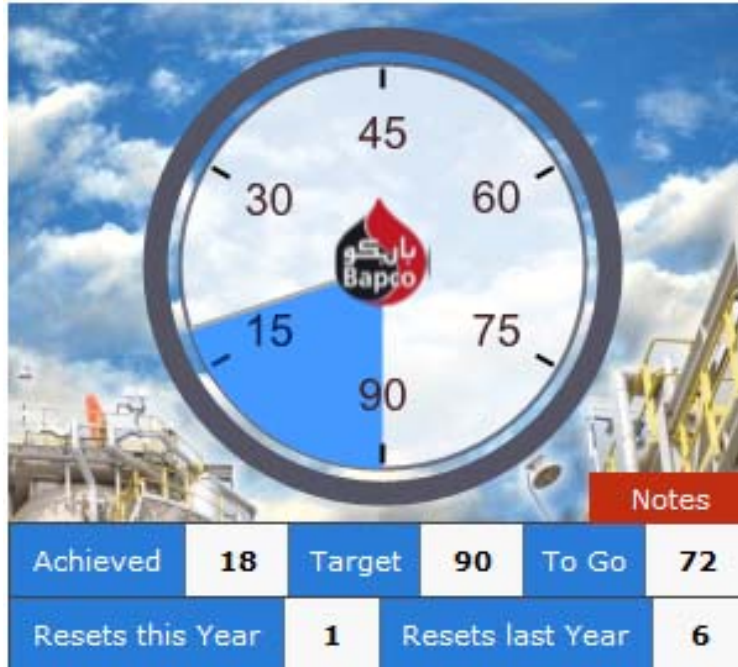 45
30
60
بابكو
Bapco
15
75
90
Notes
Achieved 18 Target 90 To Go 72
Resets this Year 1 Resets last Year 6